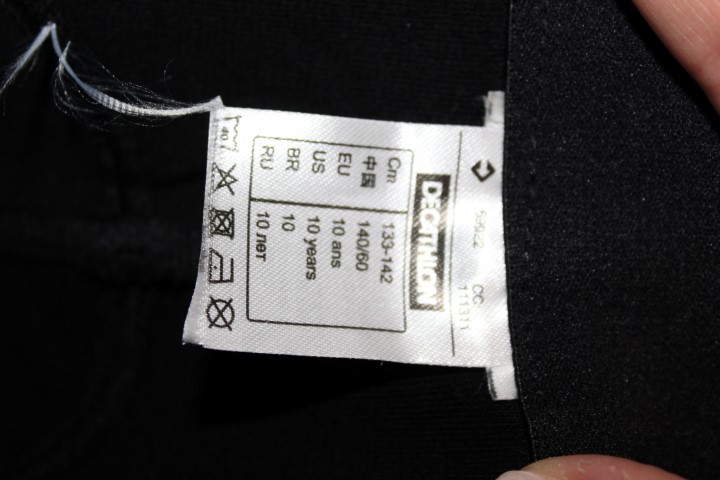 DECATHLON
Cm 133-142
中国 140/60
EU 10 ans
US 10 years
BR 10
RU 10 лет
40